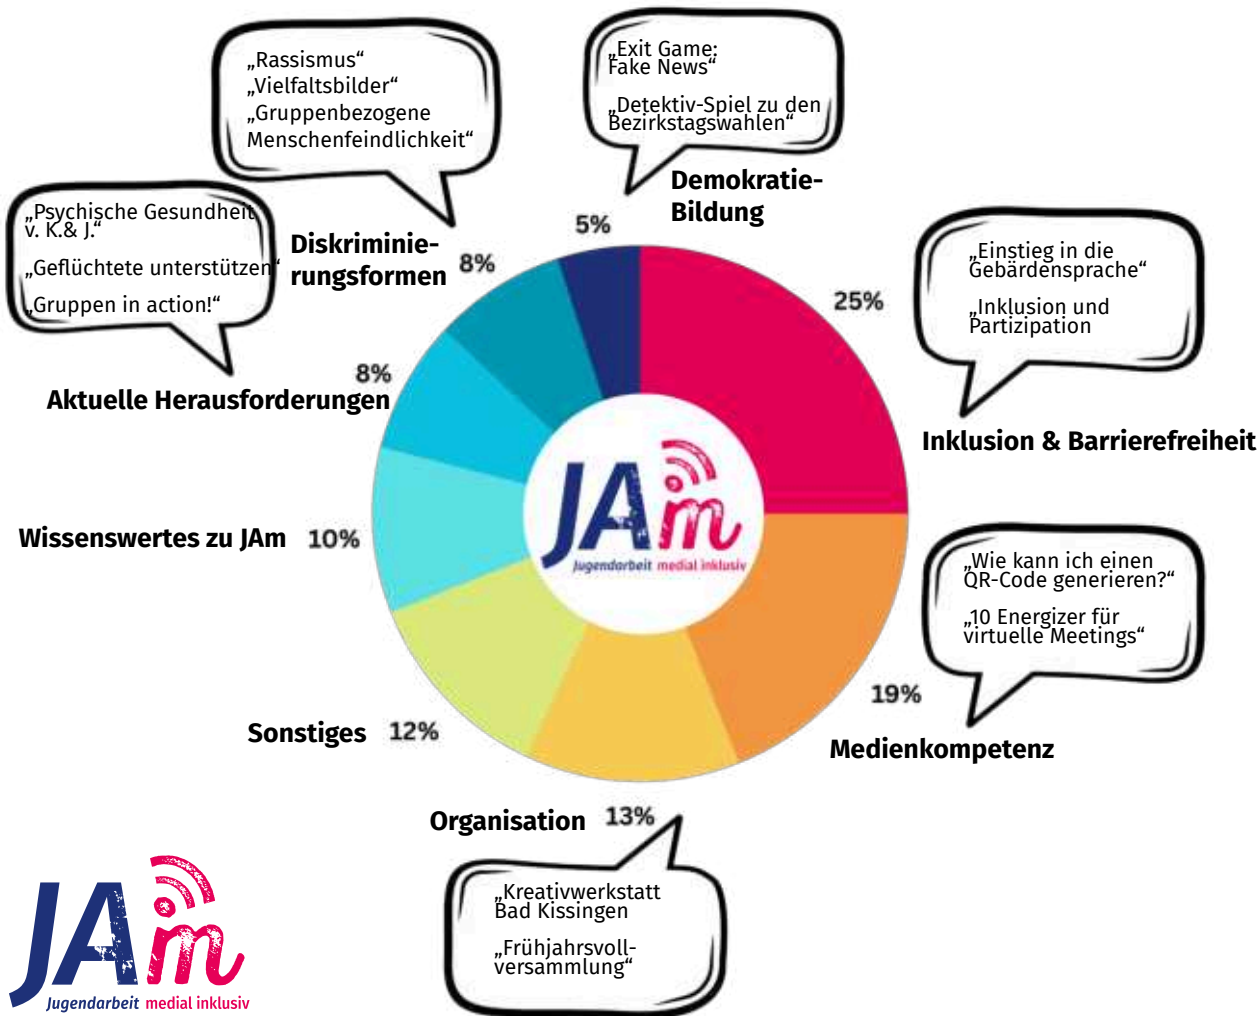 „Rassismus“
„Vielfaltsbilder“
„Gruppenbezogene
Menschenfeindlichkeit“
„Exit Game:
Fake News“
„Detektiv-Spiel zu den
Bezirkstagswahlen“
Demokratie-
Bildung
5%
„Psychische Gesundheit
v. K.& J.“
„Geflüchtete unterstützen“
„Gruppen in action!“
Diskriminie-
rungsformen
8%
„Einstieg in die
Gebärdensprache“
„Inklusion und
Partizipation
25%
Inklusion & Barrierefreiheit
8%
Aktuelle Herausforderungen
JAm
Jugendarbeit medial inklusiv
Wissenswertes zu JAm 10%
„Wie kann ich einen
QR-Code generieren?“
„10 Energizer für
virtuelle Meetings“
19%
Medienkompetenz
Sonstiges 12%
Organisation 13%
„Kreativwerkstatt
Bad Kissingen
„Frühjahrsvoll-
versammlung“
JAm
Jugendarbeit medial inklusiv